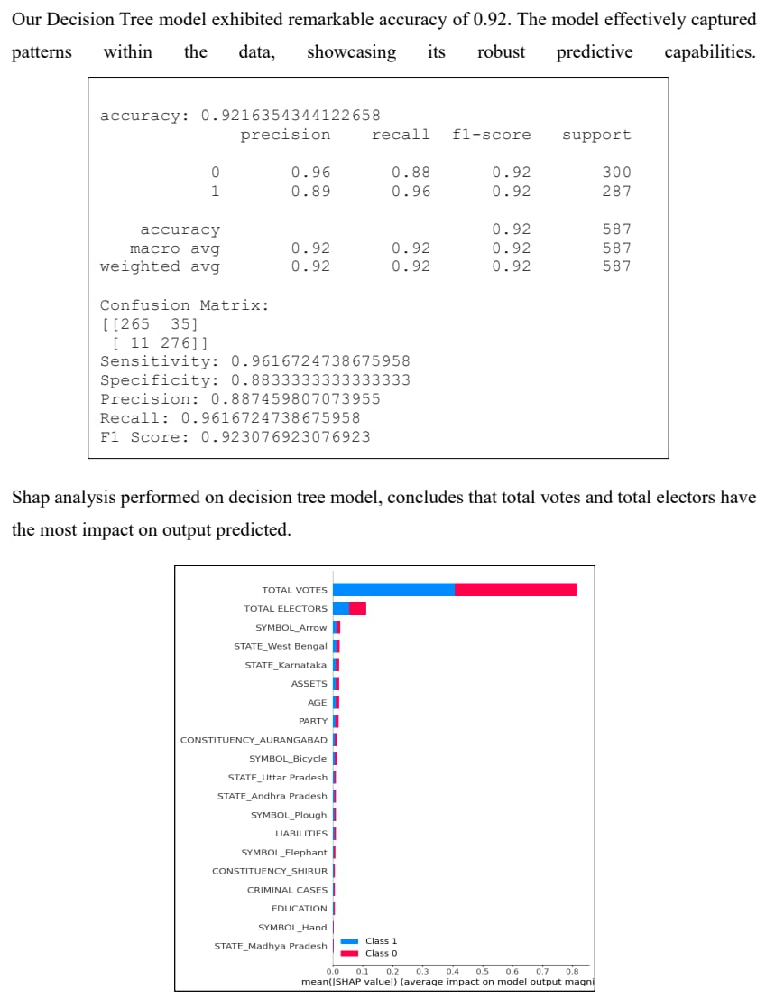 Our Decision Tree model exhibited remarkable accuracy of 0.92. The model effectively captured
patterns within the data, showcasing its robust predictive capabilities.
accuracy: 0.9216354344122658
precision recall f1-score support
0 0.96 0.88 0.92 300
1 0.89 0.96 0.92 287
accuracy 0.92 587
macro avg 0.92 0.92 0.92 587
weighted avg 0.92 0.92 0.92 587
Confusion Matrix:
[[265 35]
[ 11 276]]
Sensitivity: 0.9616724738675958
Specificity: 0.8833333333333333
Precision: 0.887459807073955
Recall: 0.9616724738675958
F1 Score: 0.923076923076923
Shap analysis performed on decision tree model, concludes that total votes and total electors have
the most impact on output predicted.
TOTAL VOTES
TOTAL ELECTORS
SYMBOL_Arrow
STATE_West Bengal
STATE_Karnataka
ASSETS
AGE
PARTY
CONSTITUENCY_AURANGABAD
SYMBOL_Bicycle
STATE_Uttar Pradesh
STATE_Andhra Pradesh
SYMBOL_Plough
LIABILITIES
SYMBOL_Elephant
CONSTITUENCY_SHIRUR
CRIMINAL CASES
EDUCATION
SYMBOL_Hand
STATE_Madhya Pradesh
Class 1
Class 0
0.0 0.1 0.2 0.3 0.4 0.5 0.6 0.7 0.8
mean(|SHAP value|) (average impact on model output magni